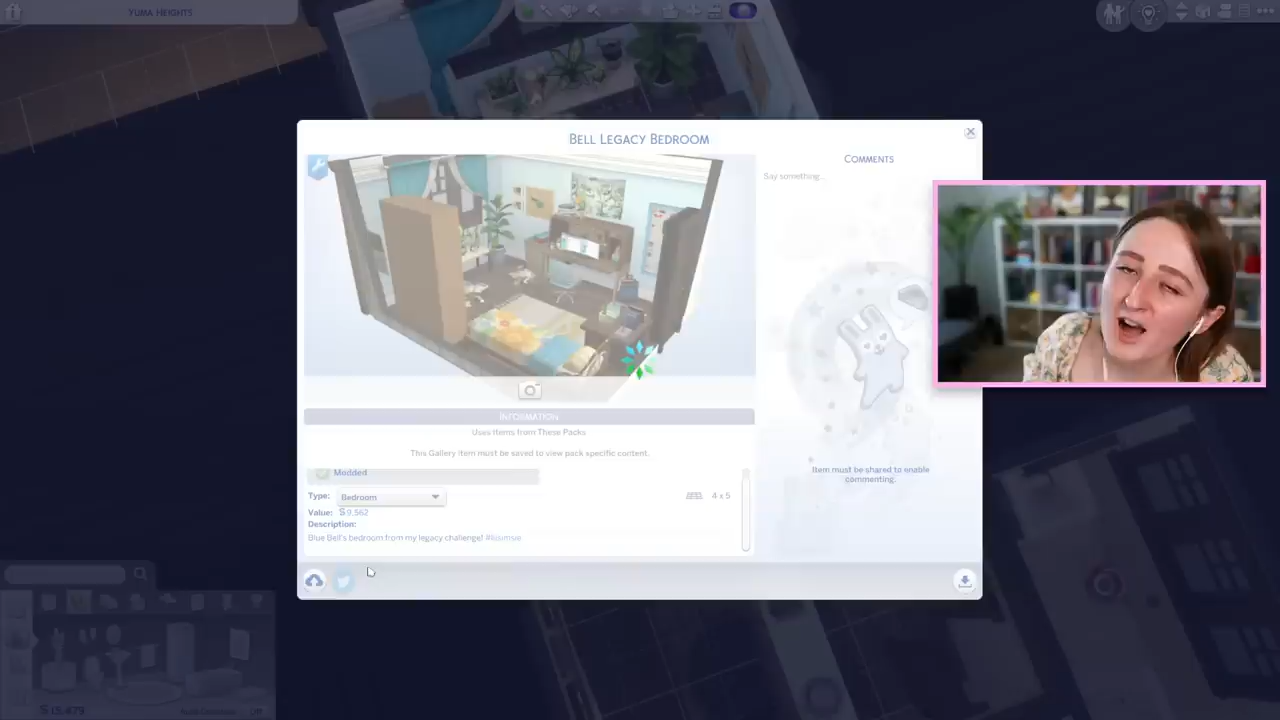 YUMA HEIGHTS
BELL LEGACY BEDROOM
COMMENTS
Say something...
INFORMATION
Uses Items from These Packs
This Gallery Item must be saved to view pack specific content.
Modded
Type: Bedroom
4 x 5
Value: §9,562
Description:
Blue Bell's bedroom from my legacy challenge! #lilsimsie
Item must be shared to enable
commenting.
§15,479